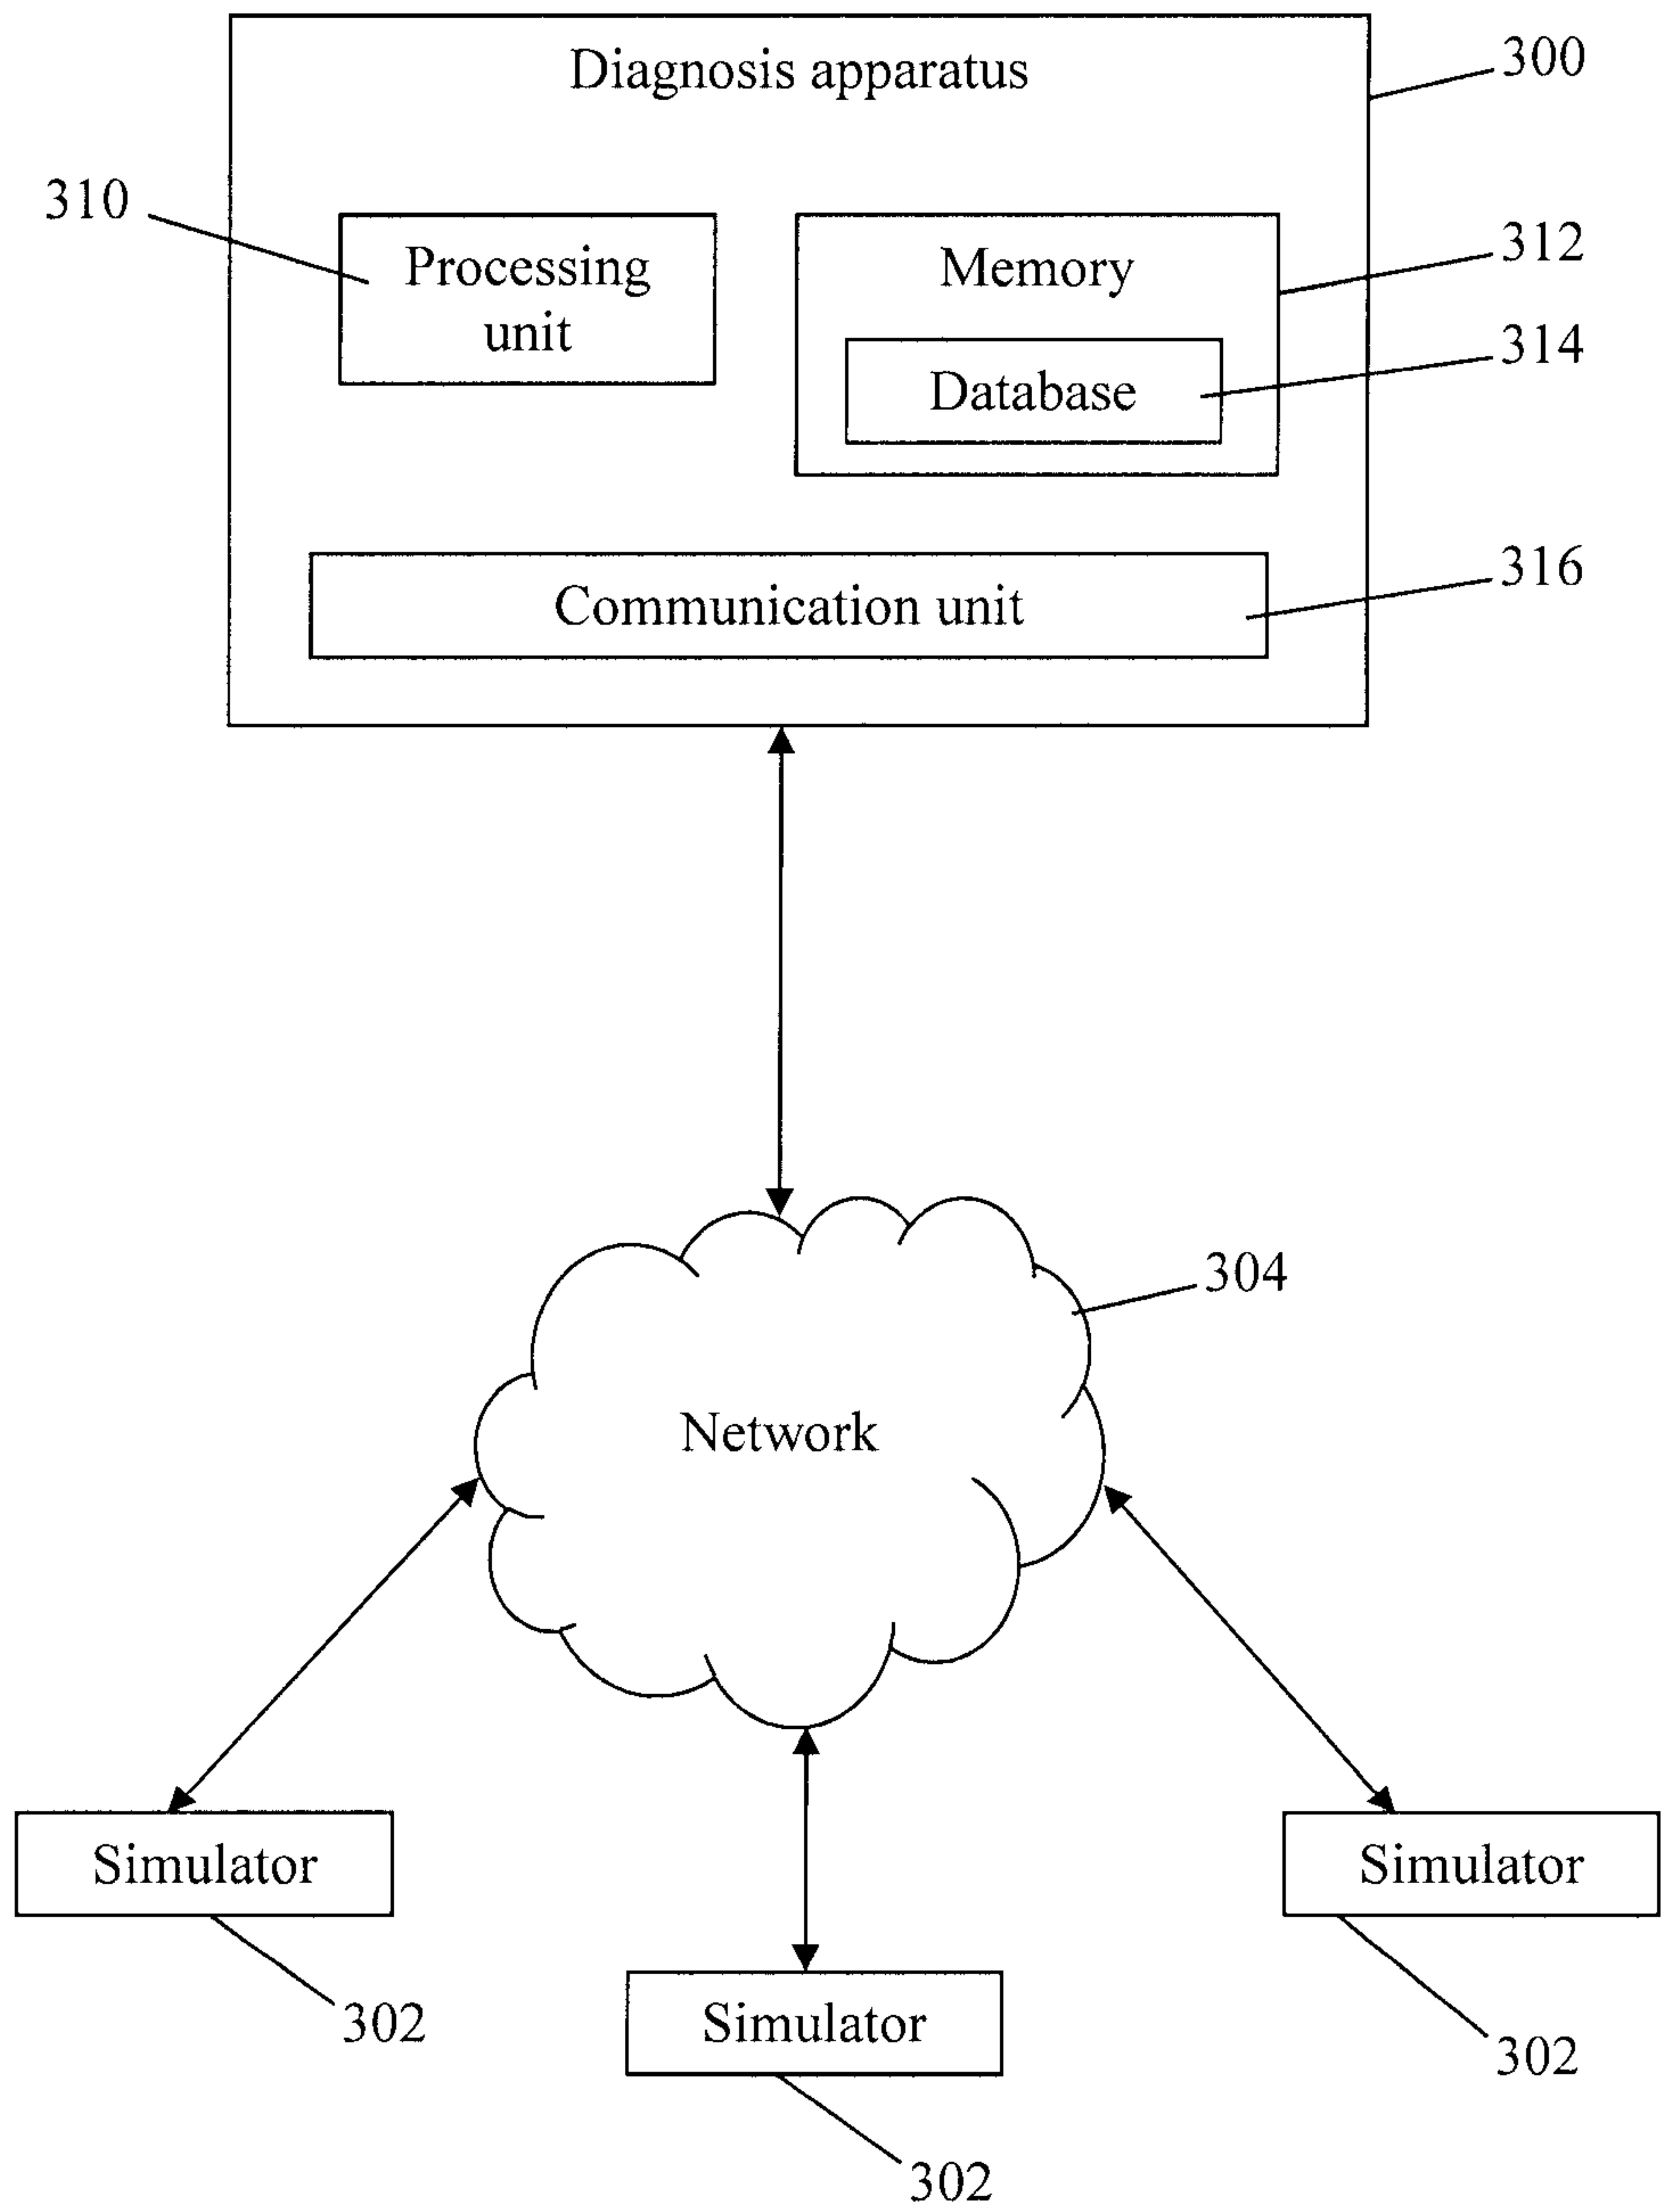 Diagnosis apparatus
300
310
Processing
unit
Memory
312
Database
314
Communication unit
316
304
Network
Simulator
Simulator
302
Simulator
302
302